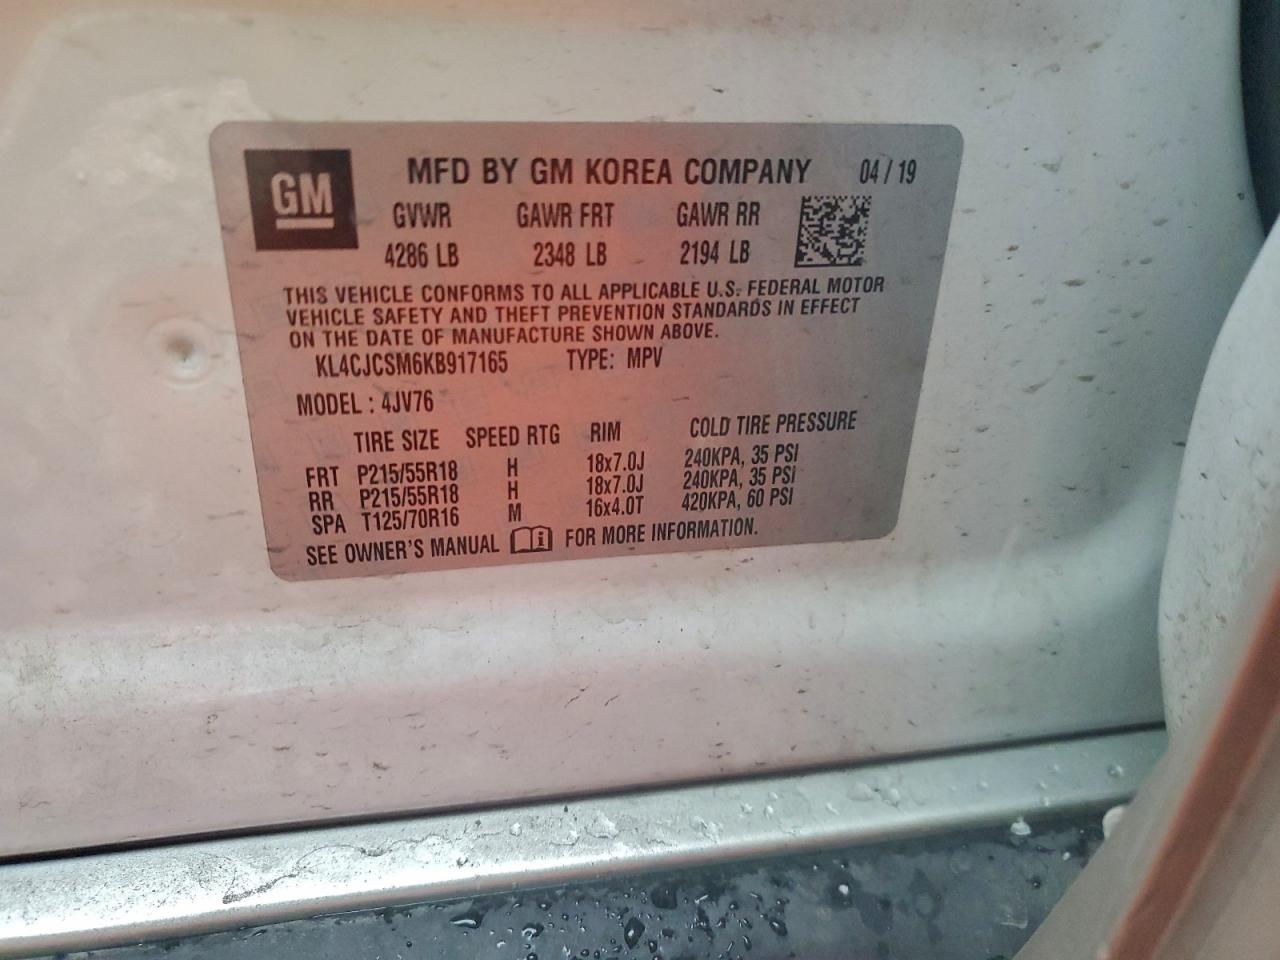 GM
MFD BY GM KOREA COMPANY 04 / 19
GVWR GAWR FRT GAWR RR
4286 LB 2348 LB 2194 LB
THIS VEHICLE CONFORMS TO ALL APPLICABLE U.S. FEDERAL MOTOR
VEHICLE SAFETY AND THEFT PREVENTION STANDARDS IN EFFECT
ON THE DATE OF MANUFACTURE SHOWN ABOVE.
KL4CJCSM6KB917165 TYPE: MPV
MODEL : 4JV76
TIRE SIZE SPEED RTG RIM COLD TIRE PRESSURE
FRT P215/55R18 H 18x7.0J 240KPA, 35 PSI
RR P215/55R18 H 18x7.0J 240KPA, 35 PSI
SPA T125/70R16 M 16x4.0T 420KPA, 60 PSI
SEE OWNER'S MANUAL i FOR MORE INFORMATION.